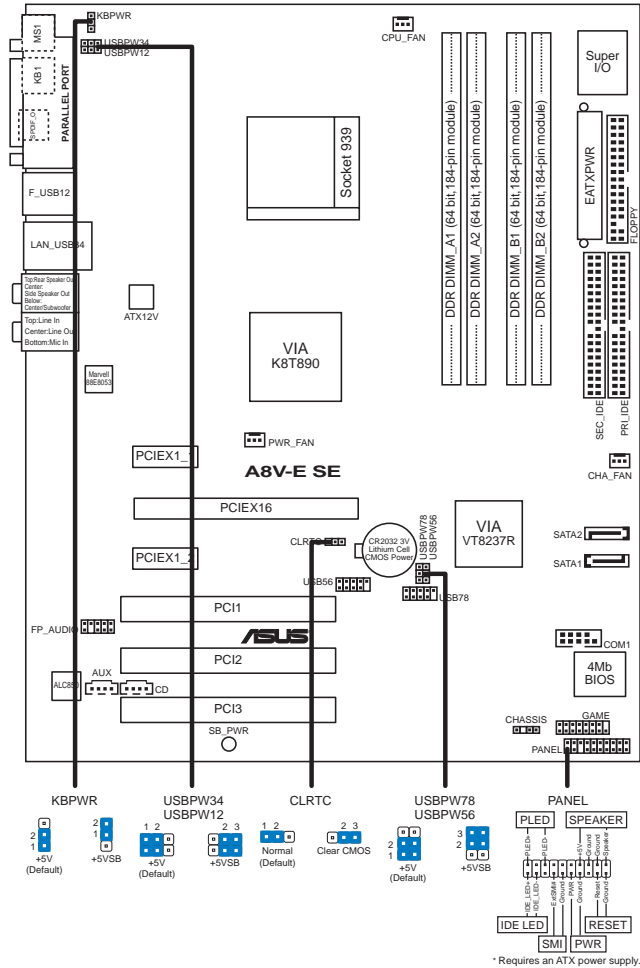 KBPWR
MS1
USBPW34
USBPW12
KB1
SPDIF_O
PARALLEL PORT
CPU_FAN
Super
I/O
Socket 939
DDR DIMM_A1 (64 bit,184-pin module)
DDR DIMM_A2 (64 bit,184-pin module)
DDR DIMM_B1 (64 bit,184-pin module)
DDR DIMM_B2 (64 bit,184-pin module)
EATXPWR
FLOPPY
F_USB12
LAN_USB34
Top:Rear Speaker Out
Center:
Side Speaker Out
Below:
Center/Subwoofer
Top:Line In
Center:Line Out
Bottom:Mic In
ATX12V
VIA
K8T890
Marvell
88E8053
SEC_IDE
PRI_IDE
PWR_FAN
PCIEX1_1
A8V-E SE
CHA_FAN
PCIEX16
CLRTC
CR2032 3V
Lithium Cell
CMOS Power
USBPW78
USBPW56
VIA
VT8237R
SATA2
SATA1
PCIEX1_2
USB56
USB78
PCI1
FP_AUDIO
ASUS
COM1
PCI2
4Mb
BIOS
ALC850
AUX
CD
PCI3
CHASSIS
GAME
SB_PWR
PANEL
KBPWR
2
1
+5V
(Default)
2
1
+5VSB
USBPW34
USBPW12
1 2
+5V
(Default)
2 3
+5VSB
CLRTC
1 2
Normal
(Default)
2 3
Clear CMOS
USBPW78
USBPW56
2
1
+5V
(Default)
3
2
+5VSB
PANEL
PLED
SPEAKER
PLED+
PLED-
+5V
Ground
Ground
Speaker
IDE_LED+
IDE_LED-
ExtSMI#
Ground
PWR
Ground
Reset
Ground
IDE LED
RESET
SMI
PWR
* Requires an ATX power supply.